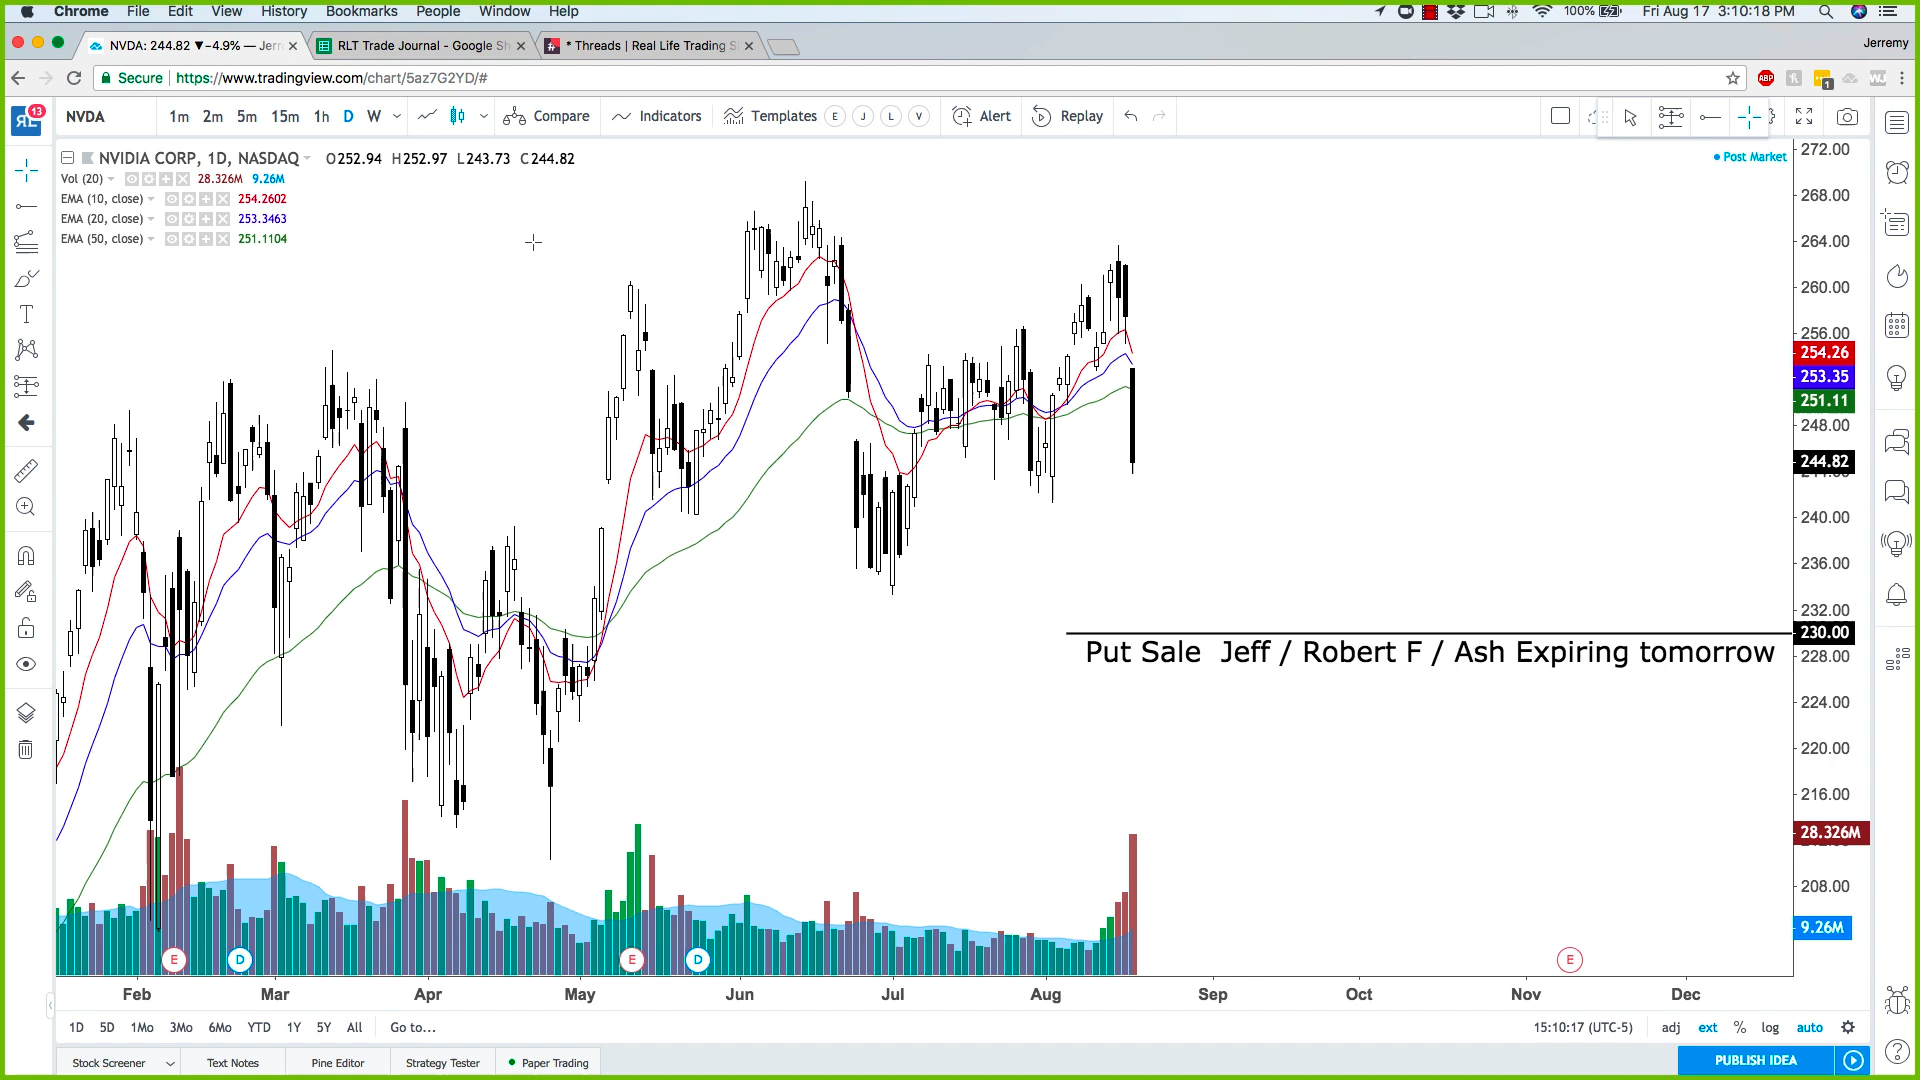 Chrome File Edit View History Bookmarks People Window Help 100% Fri Aug 17 3:10:18 PM
NVDA: 244.82 ▼−4.9% — Jerr RLT Trade Journal - Google Sh * Threads | Real Life Trading S Jerremy
Secure https://www.tradingview.com/chart/5az7G2YD/# ABP 1
13 NVDA 1m 2m 5m 15m 1h D W Compare Indicators Templates E J L V Alert Replay
NVIDIA CORP, 1D, NASDAQ O252.94 H252.97 L243.73 C244.82
Post Market
Vol (20) 28.326M 9.26M
EMA (10, close) 254.2602
EMA (20, close) 253.3463
EMA (50, close) 251.1104
272.00
268.00
264.00
260.00
256.00
254.26
253.35
251.11
248.00
244.82
240.00
236.00
232.00
230.00
Put Sale Jeff / Robert F / Ash Expiring tomorrow
228.00
224.00
220.00
216.00
28.326M
208.00
9.26M
E D E D E
Feb Mar Apr May Jun Jul Aug Sep Oct Nov Dec
1D 5D 1Mo 3Mo 6Mo YTD 1Y 5Y All Go to... 15:10:17 (UTC-5) adj ext % log auto
Stock Screener Text Notes Pine Editor Strategy Tester Paper Trading PUBLISH IDEA